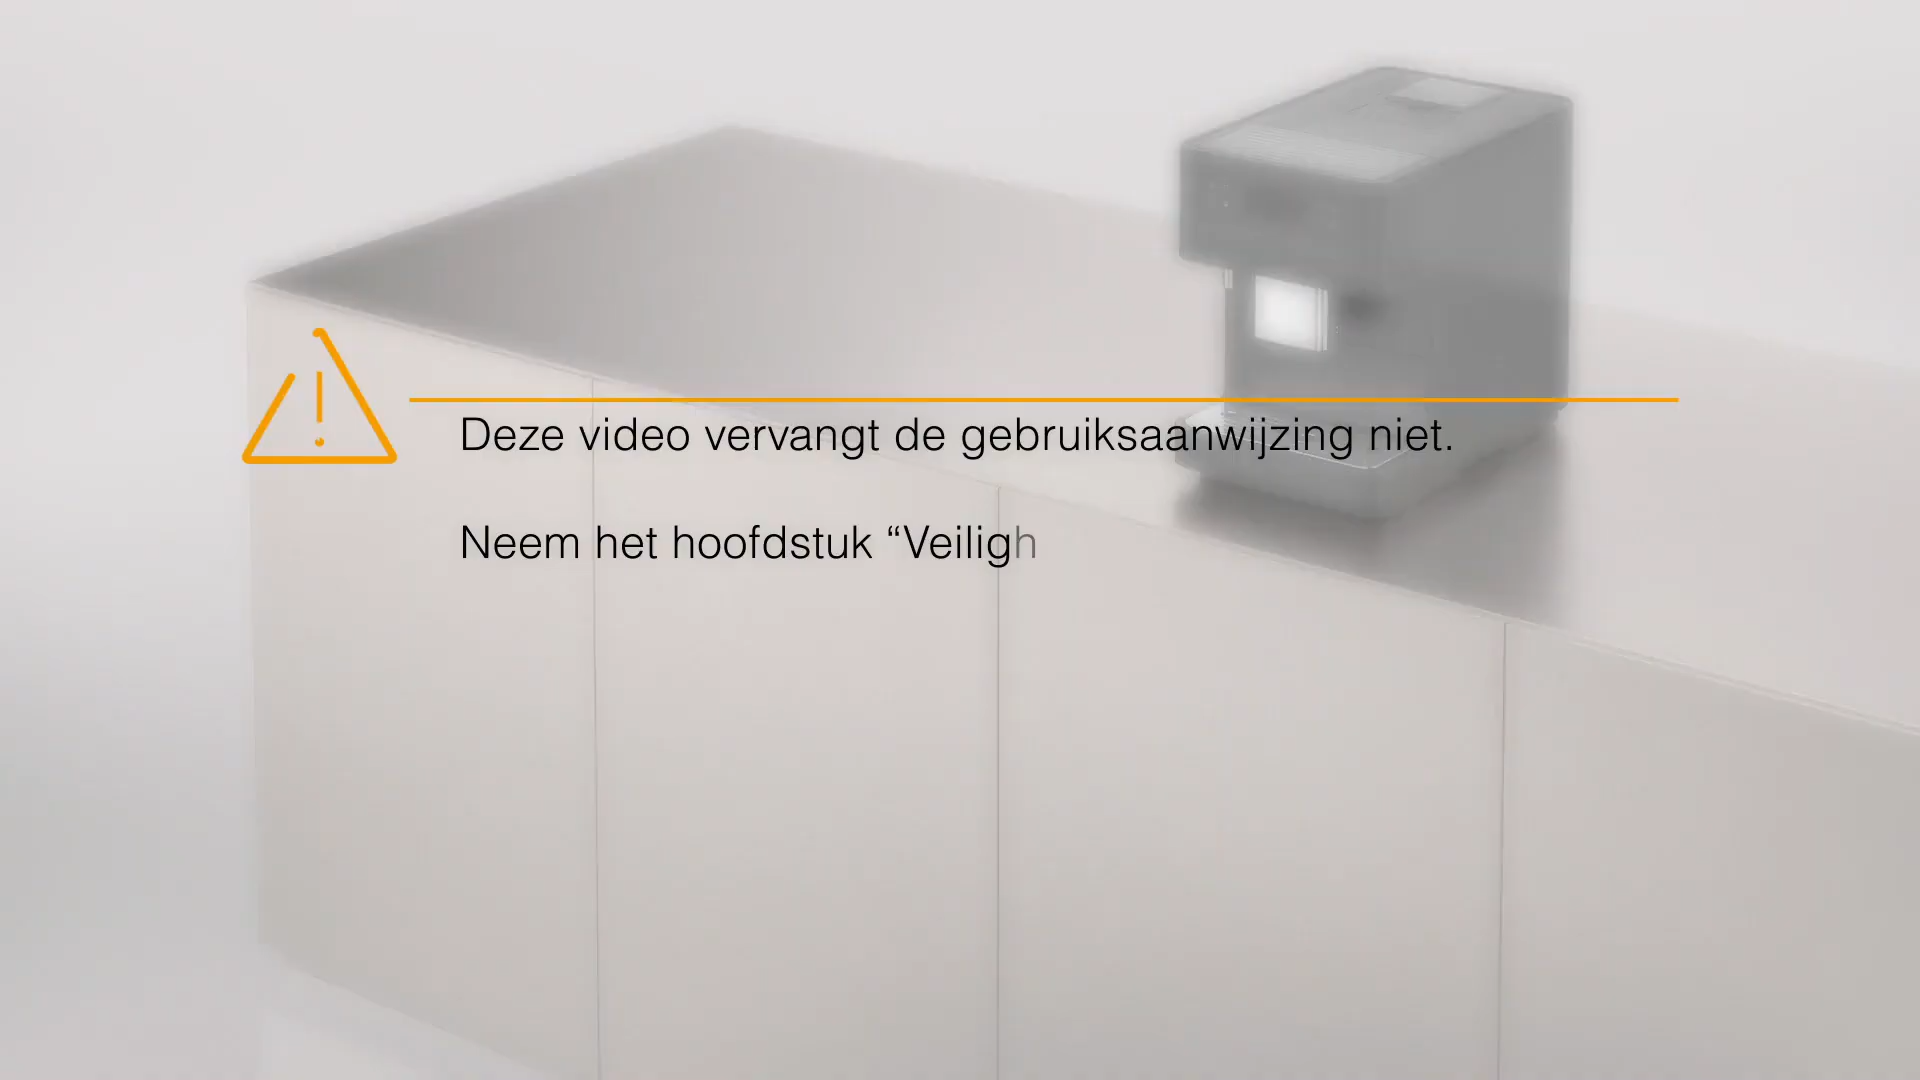 Deze video vervangt de gebruiksaanwijzing niet.
Neem het hoofdstuk “Veiligh